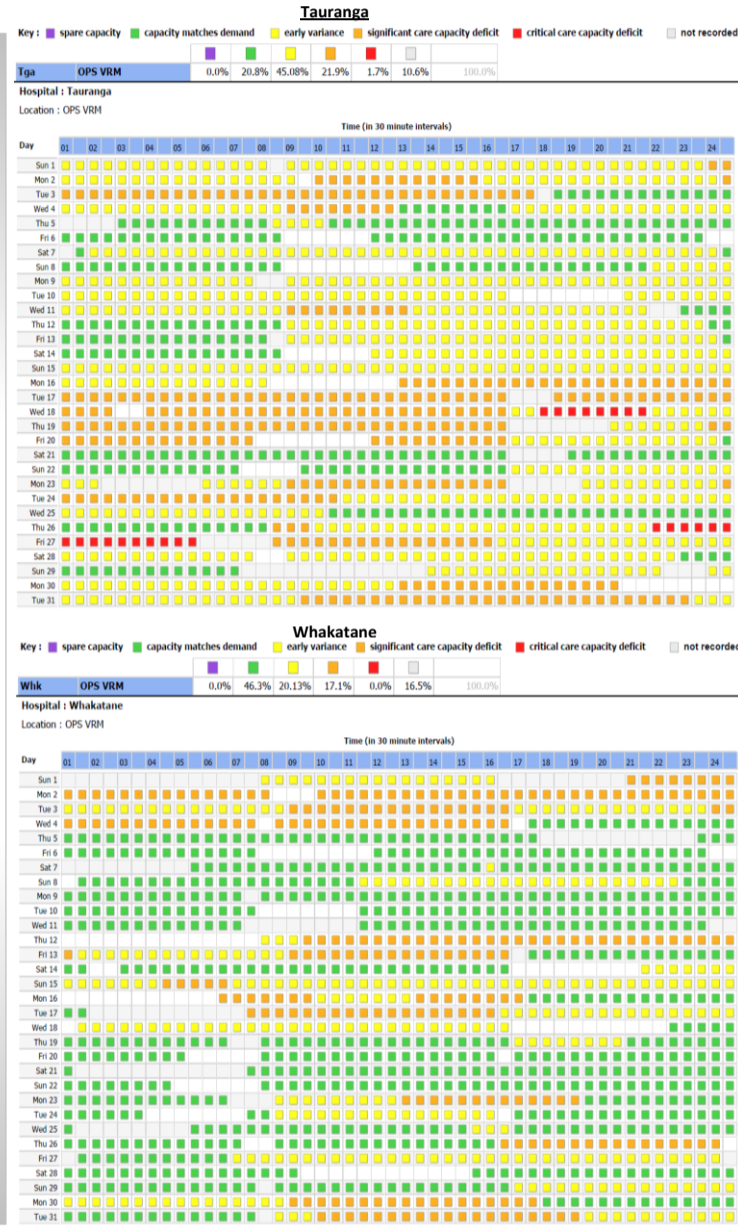 Tauranga
Key : spare capacity capacity matches demand early variance significant care capacity deficit critical care capacity deficit not recorded
Tga OPS VRM 0.0% 20.8% 45.08% 21.9% 1.7% 10.6% 100.0%
Hospital : Tauranga
Location : OPS VRM
Time (in 30 minute intervals)
Day 01 02 03 04 05 06 07 08 09 10 11 12 13 14 15 16 17 18 19 20 21 22 23 24
Sun 1
Mon 2
Tue 3
Wed 4
Thu 5
Fri 6
Sat 7
Sun 8
Mon 9
Tue 10
Wed 11
Thu 12
Fri 13
Sat 14
Sun 15
Mon 16
Tue 17
Wed 18
Thu 19
Fri 20
Sat 21
Sun 22
Mon 23
Tue 24
Wed 25
Thu 26
Fri 27
Sat 28
Sun 29
Mon 30
Tue 31
Whakatane
Key : spare capacity capacity matches demand early variance significant care capacity deficit critical care capacity deficit not recorded
Whk OPS VRM 0.0% 46.3% 20.13% 17.1% 0.0% 16.5% 100.0%
Hospital : Whakatane
Location : OPS VRM
Time (in 30 minute intervals)
Day 01 02 03 04 05 06 07 08 09 10 11 12 13 14 15 16 17 18 19 20 21 22 23 24
Sun 1
Mon 2
Tue 3
Wed 4
Thu 5
Fri 6
Sat 7
Sun 8
Mon 9
Tue 10
Wed 11
Thu 12
Fri 13
Sat 14
Sun 15
Mon 16
Tue 17
Wed 18
Thu 19
Fri 20
Sat 21
Sun 22
Mon 23
Tue 24
Wed 25
Thu 26
Fri 27
Sat 28
Sun 29
Mon 30
Tue 31